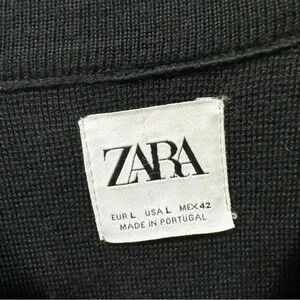 ZARA
EUR L USA L MEX 42
MADE IN PORTUGAL